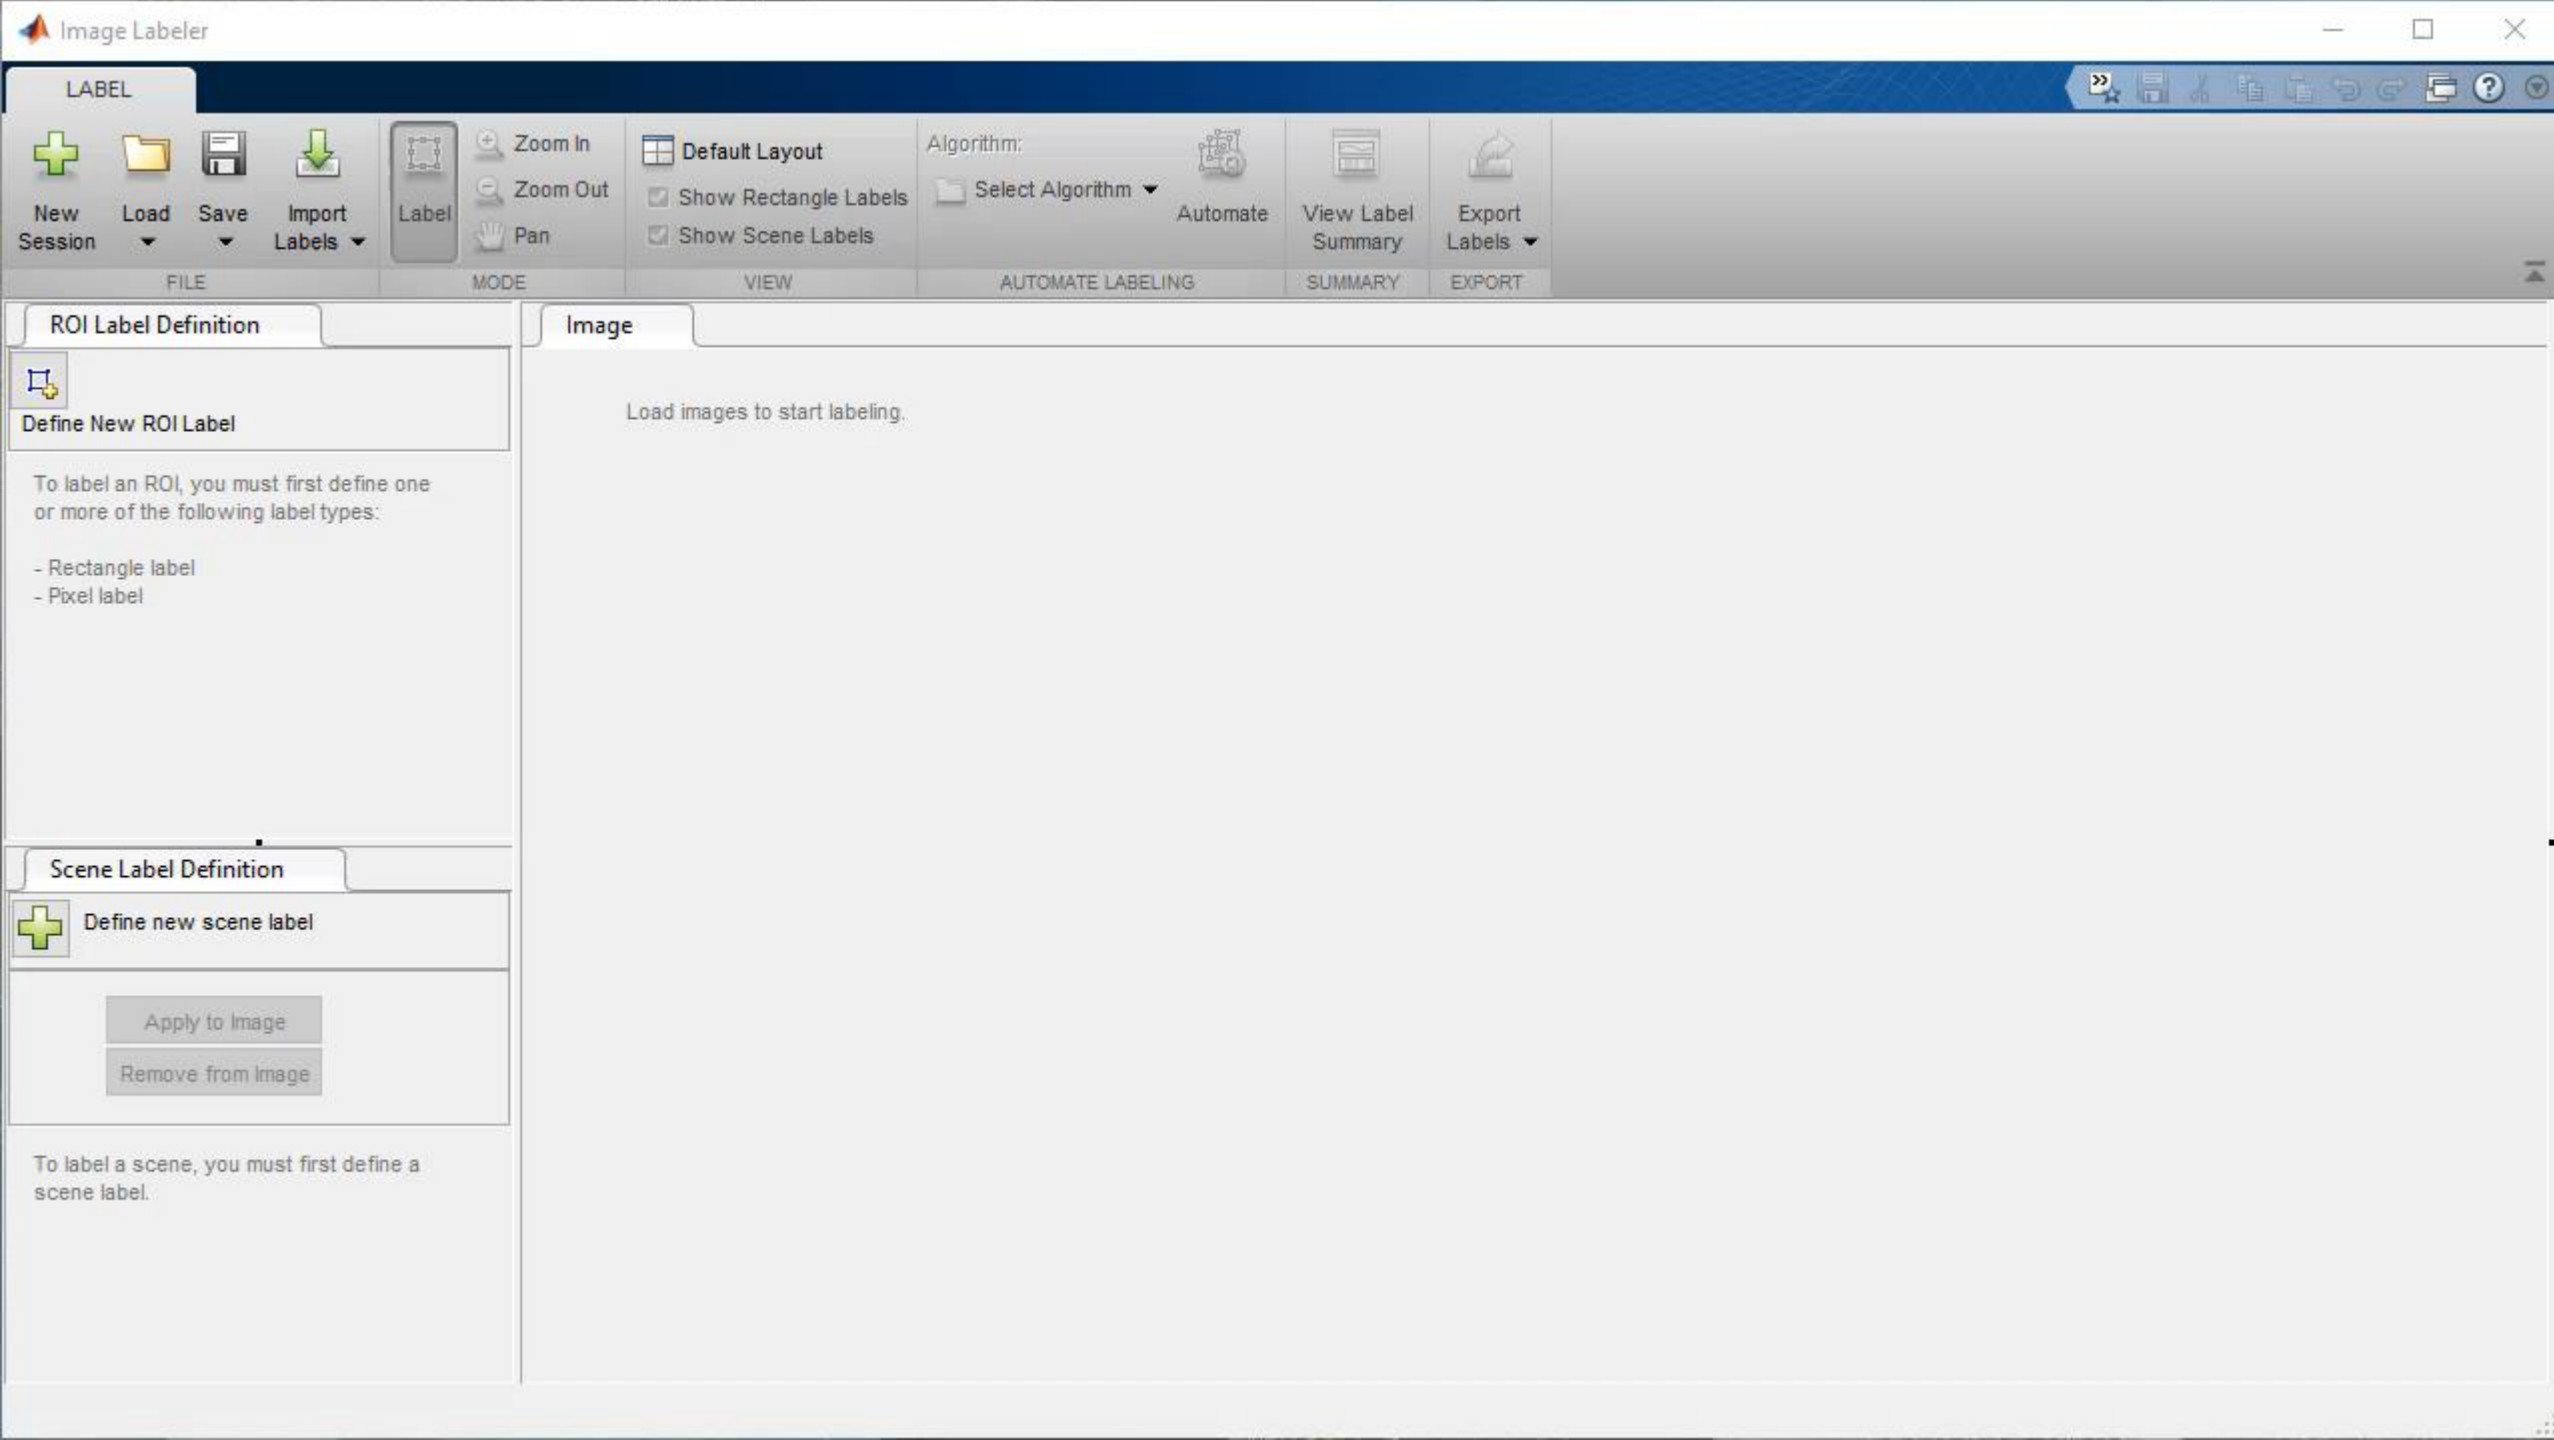 Image Labeler
LABEL
New
Session
Load
Save
Import
Labels
FILE
Label
Zoom In
Zoom Out
Pan
MODE
Default Layout
Show Rectangle Labels
Show Scene Labels
VIEW
Algorithm:
Select Algorithm
Automate
AUTOMATE LABELING
View Label
Summary
SUMMARY
Export
Labels
EXPORT
ROI Label Definition
Define New ROI Label
To label an ROI, you must first define one
or more of the following label types:
- Rectangle label
- Pixel label
Scene Label Definition
Define new scene label
Apply to Image
Remove from Image
To label a scene, you must first define a
scene label.
Image
Load images to start labeling.